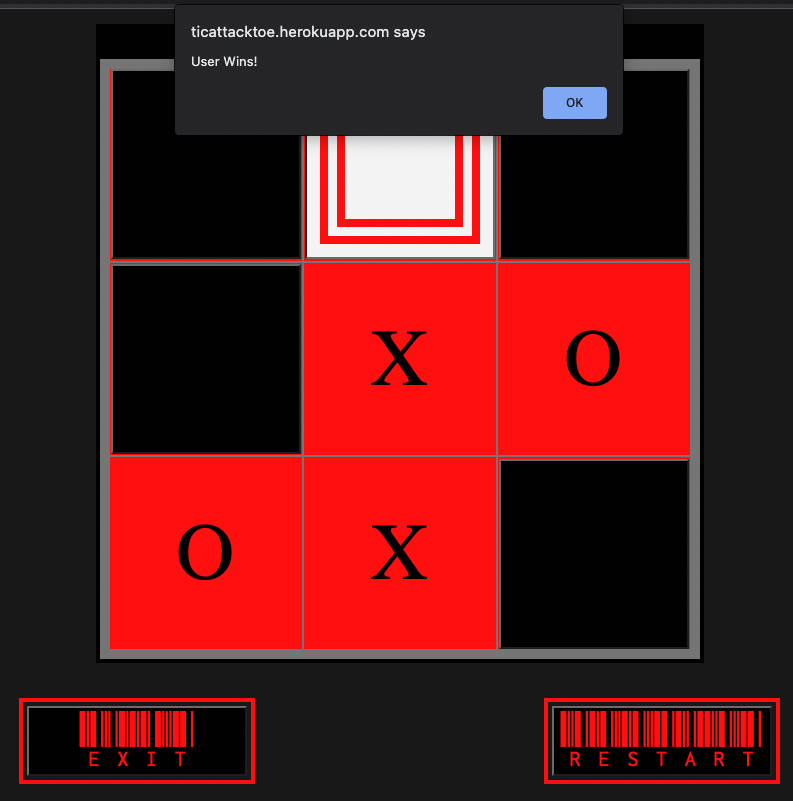 ticattacktoe.herokuapp.com says
User Wins!
OK
X O
O X
EXIT RESTART